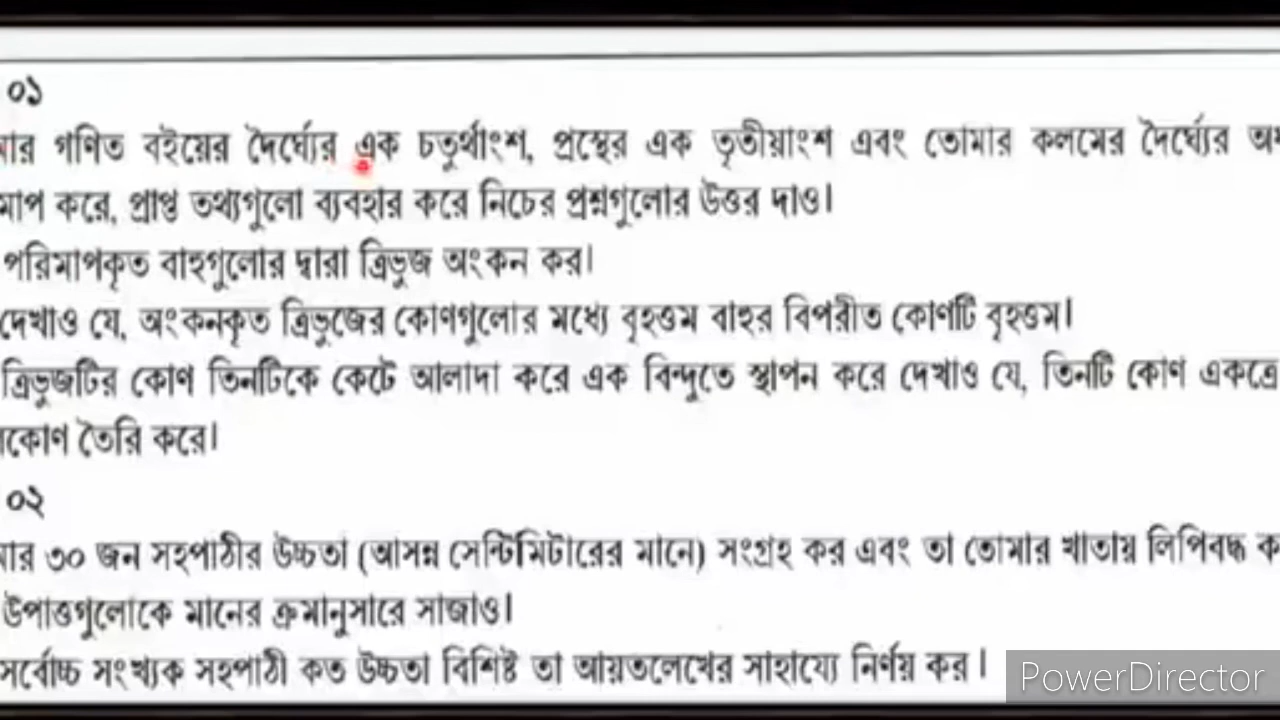 ০১
গণিত বইয়ের দৈর্ঘ্যের এক চতুর্থাংশ, প্রস্থের এক তৃতীয়াংশ এবং তোমার কলমের দৈর্ঘ্যের
করে, প্রাপ্ত তথ্যগুলো ব্যবহার করে নিচের প্রশ্নগুলোর উত্তর দাও।
পরিমাপকৃত বাহুগুলোর দ্বারা ত্রিভুজ অংকন কর।
দেখাও যে, অংকনকৃত ত্রিভুজের কোণগুলোর মধ্যে বৃহত্তম বাহুর বিপরীত কোণটি বৃহত্তম।
ত্রিভুজটির কোণ তিনটিকে কেটে আলাদা করে এক বিন্দুতে স্থাপন করে দেখাও যে, তিনটি কোণ একত্রে
তৈরি করে।
০২
৩০ জন সহপাঠীর উচ্চতা (আসন্ন সেন্টিমিটারের মানে) সংগ্রহ কর এবং তা তোমার খাতায় লিপিবদ্ধ
উপাত্তগুলোকে মানের ক্রমানুসারে সাজাও।
সর্বোচ্চ সংখ্যক সহপাঠী কত উচ্চতা বিশিষ্ট তা আয়তলেখের সাহায্যে নির্ণয় কর।
PowerDirector